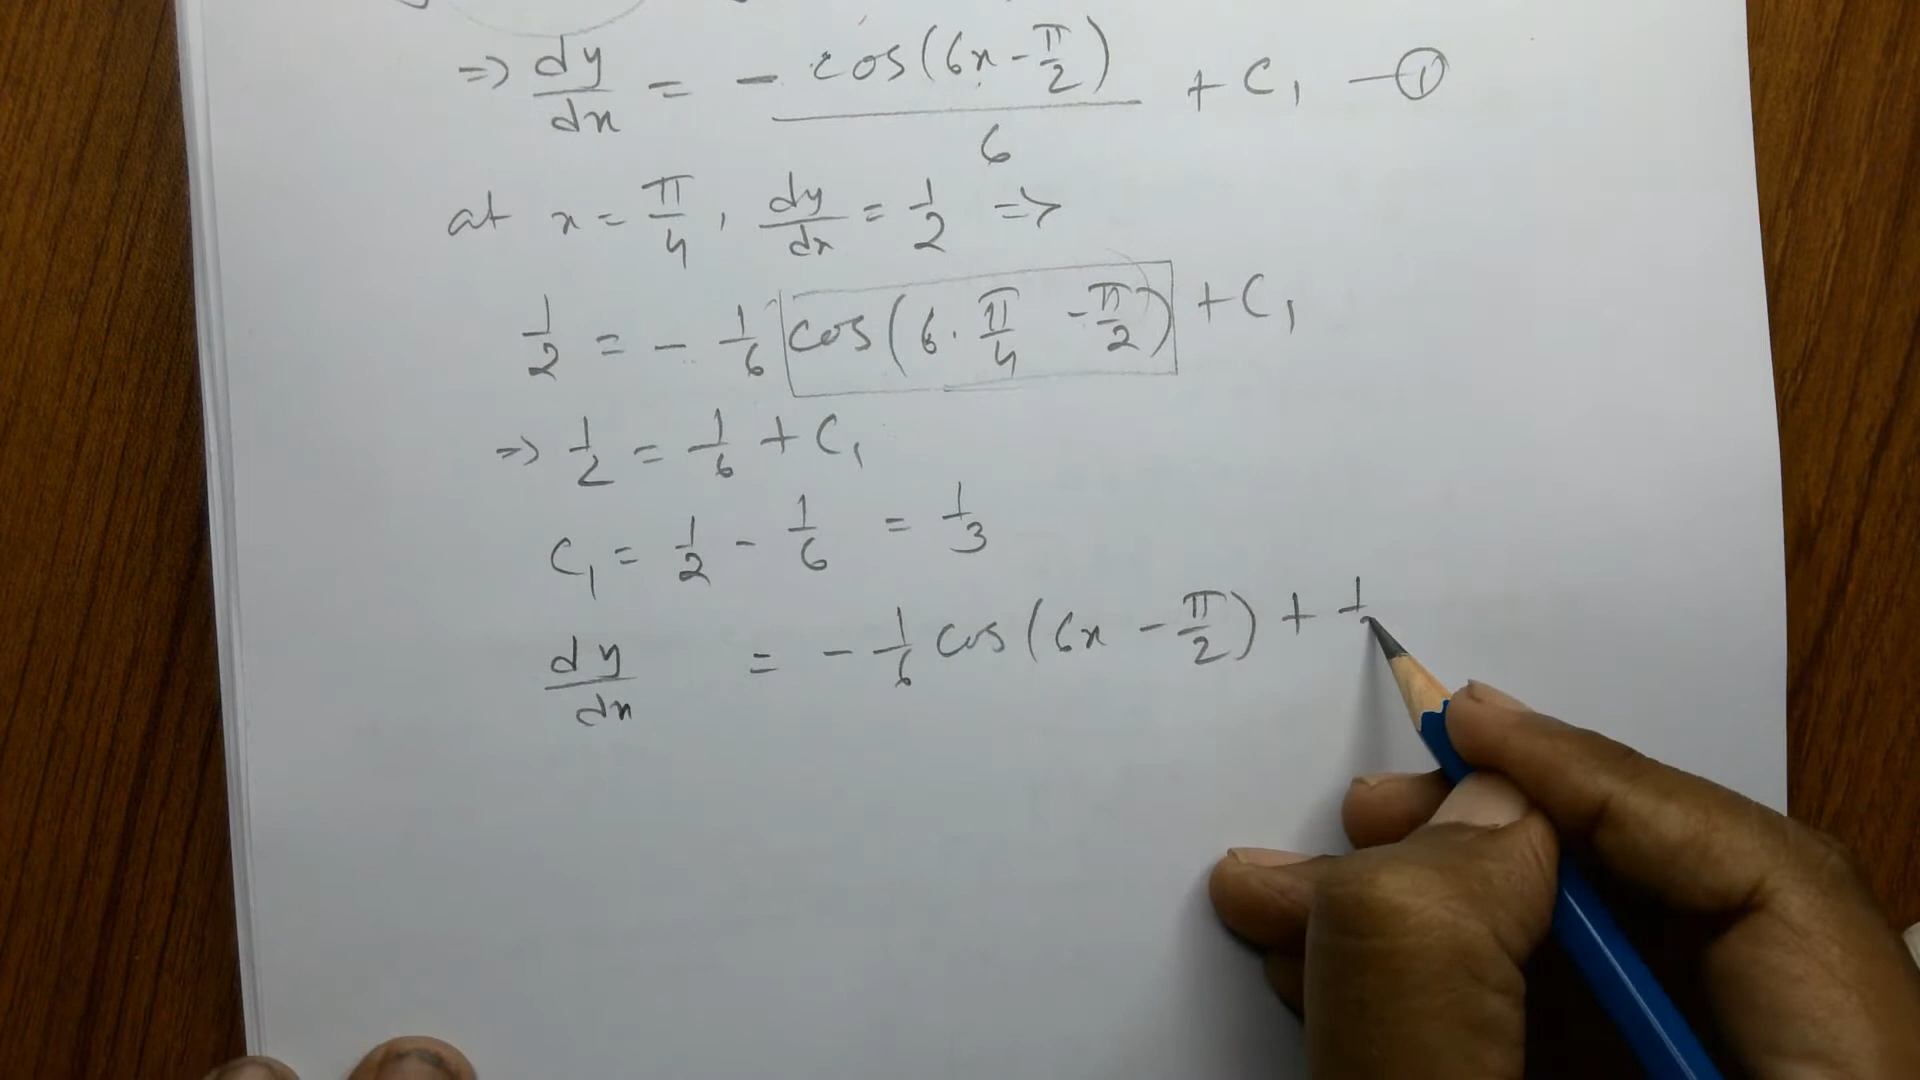 => dy/dx = - cos(6x - π/2)/6 + C₁ —①
at x = π/4, dy/dx = 1/2 =>
1/2 = - 1/6 cos(6 · π/4 - π/2) + C₁
=> 1/2 = 1/6 + C₁
C₁ = 1/2 - 1/6 = 1/3
dy/dx = - 1/6 cos(6x - π/2) + 1/